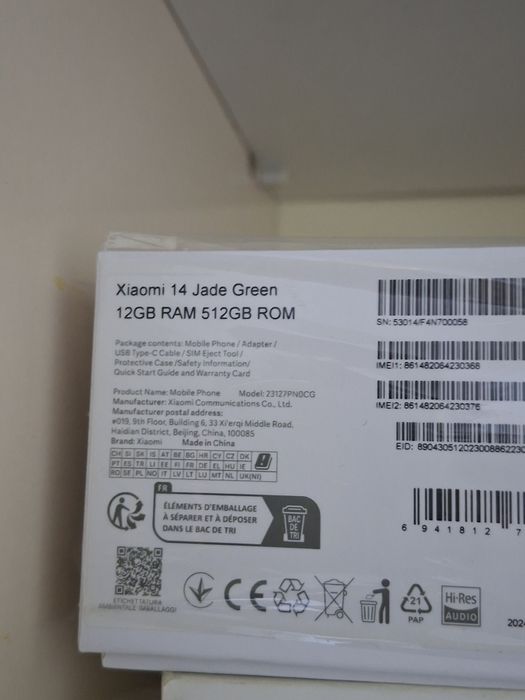 Xiaomi 14 Jade Green
12GB RAM 512GB ROM
Package contents: Mobile Phone / Adapter /
USB Type-C Cable / SIM Eject Tool /
Protective Case /Safety Information/
Quick Start Guide and Warranty Card
Product Name: Mobile Phone Model: 23127PN0CG
Manufacturer: Xiaomi Communications Co., Ltd.
Manufacturer postal address:
#019, 9th Floor, Building 6, 33 Xi'erqi Middle Road,
Haidian District, Beijing, China, 100085
Brand: Xiaomi Made in China
CH SI SK IS AT BE BG HR CY CZ DK
PT ES TR LI EE FI FR DE EL HU IE
RO SE PL NO IT LV LT LU MT NL UK(NI)
SN: 53014/F4N700058
IMEI1: 861482064230368
IMEI2: 861482064230376
EID: 890430512023008862230
6 941812 7
FR
ÉLÉMENTS D'EMBALLAGE
À SÉPARER ET À DÉPOSER
DANS LE BAC DE TRI
BAC
DE
TRI
ETICHETTATURA
AMBIENTALE IMBALLAGGI
CE
21
PAP
Hi-Res
AUDIO
2024